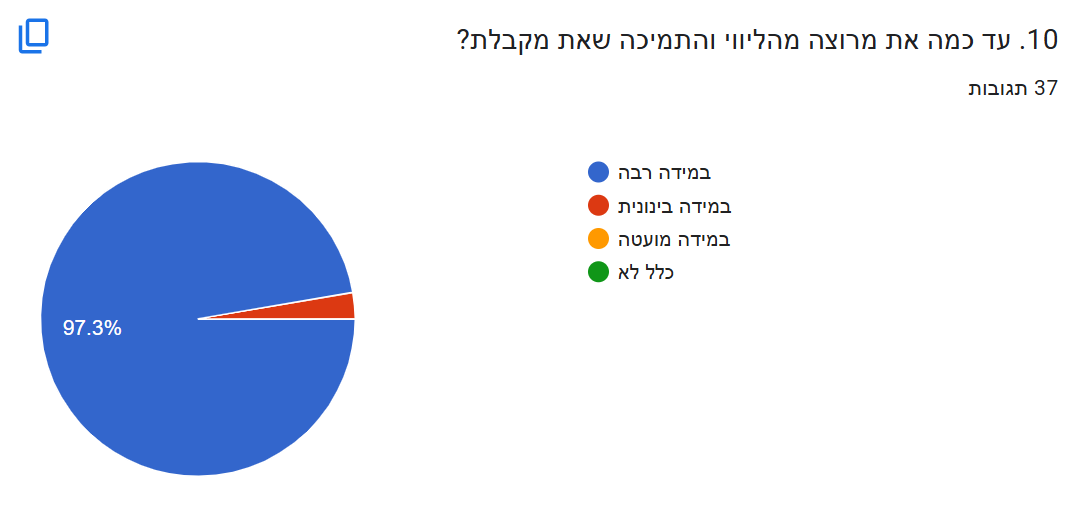 10. עד כמה את מרוצה מהליווי והתמיכה שאת מקבלת?
37 תגובות
במידה רבה
במידה בינונית
במידה מועטה
כלל לא
97.3%